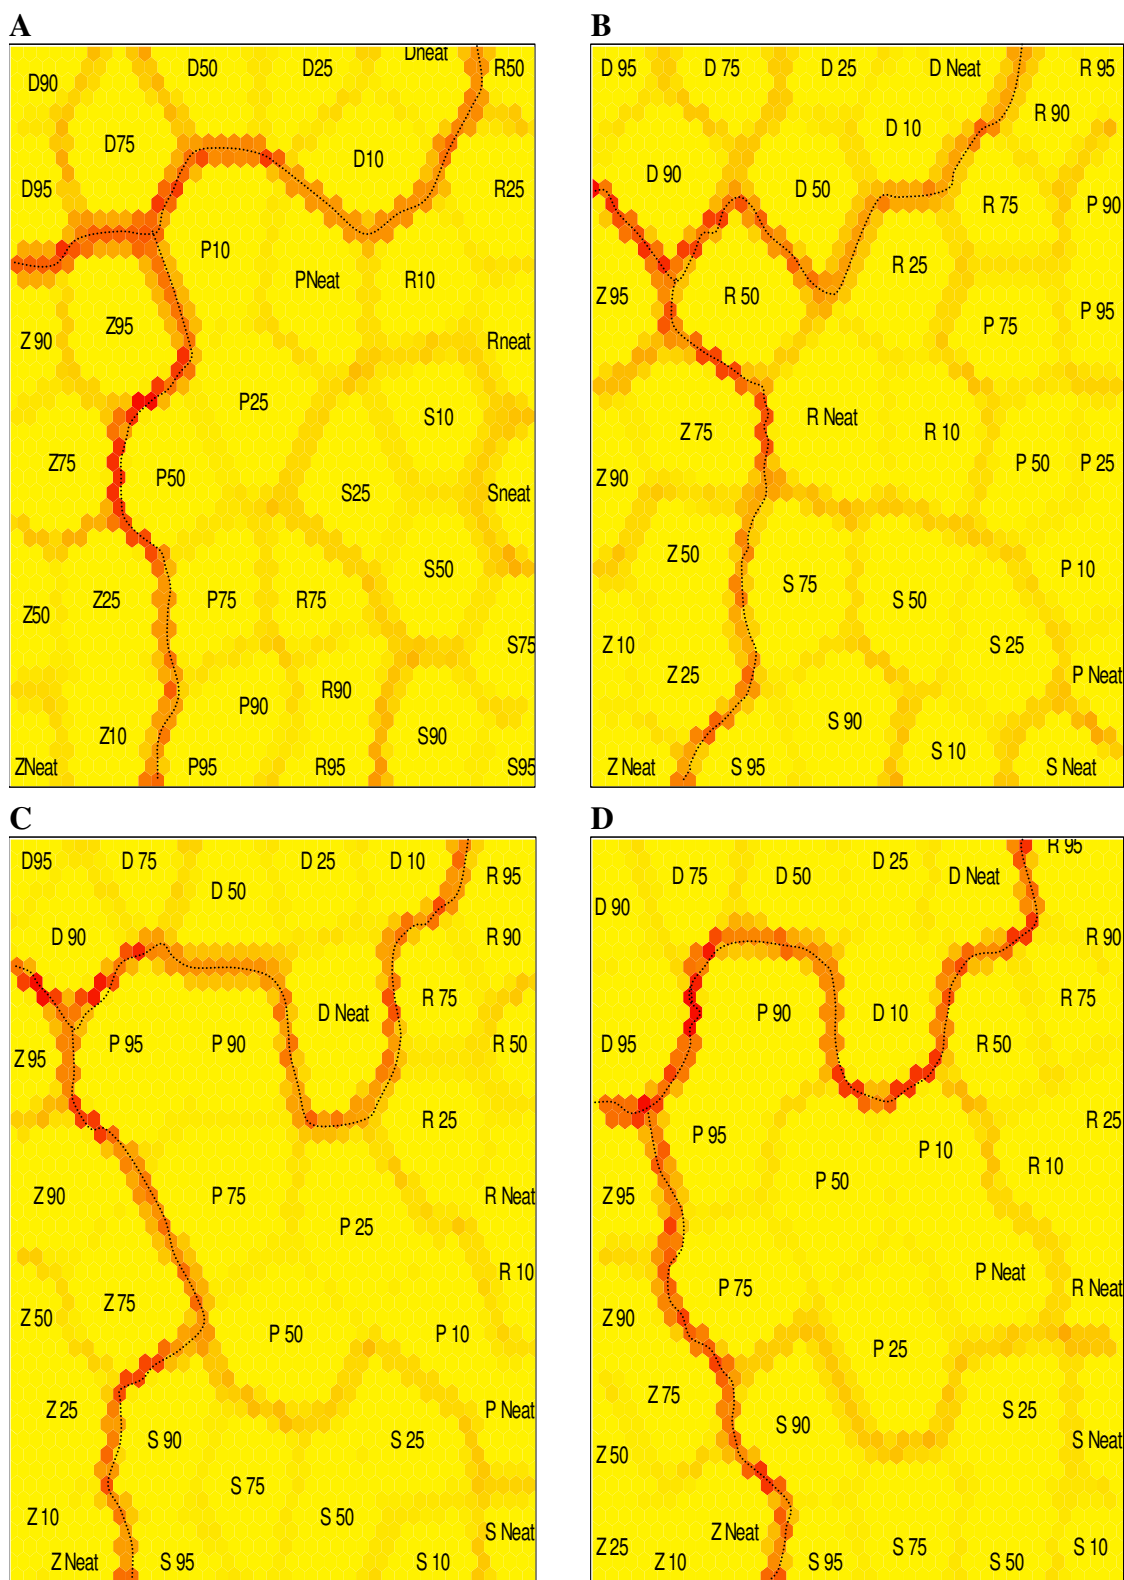 A
Dneat
D50 D25 R50
D90
D75
D10
D95 R25
P10
PNeat R10
Z95
Z 90 Rneat
P25
S10
Z75
P50
S25 Sneat
S50
Z25 P75 R75
Z50
S75
R90
P90
Z10 S90
ZNeat P95 R95 S95
B
D 95 D 75 D 25 D Neat R 95
R 90
D 10
D 90
D 50
R 75 P 90
R 25
Z 95 R 50
P 95
P 75
R Neat
Z 75 R 10
P 50 P 25
Z 90
Z 50
P 10
S 75
S 50
Z 10 S 25
Z 25 P Neat
S 90
S 10
Z Neat S 95 S Neat
C
D95 D 75 D 25 D 10
R 95
D 50
D 90 R 90
R 75
D Neat
P 95 P 90 R 50
Z 95
R 25
Z 90 P 75 R Neat
P 25
R 10
Z 75
Z 50
P 50 P 10
Z 25 P Neat
S 90 S 25
S 75
Z 10 S 50
S Neat
Z Neat S 95 S 10
D
R 95
D 25
D 75 D 50 D Neat
D 90
R 90
R 75
P 90 D 10
D 95 R 50
R 25
P 95
P 10
R 10
P 50
Z 95
P Neat
P 75 R Neat
Z 90
P 25
Z 75
S 25
S 90
S Neat
Z 50
Z Neat
Z 25 S 75 S 10
Z 10 S 95 S 50